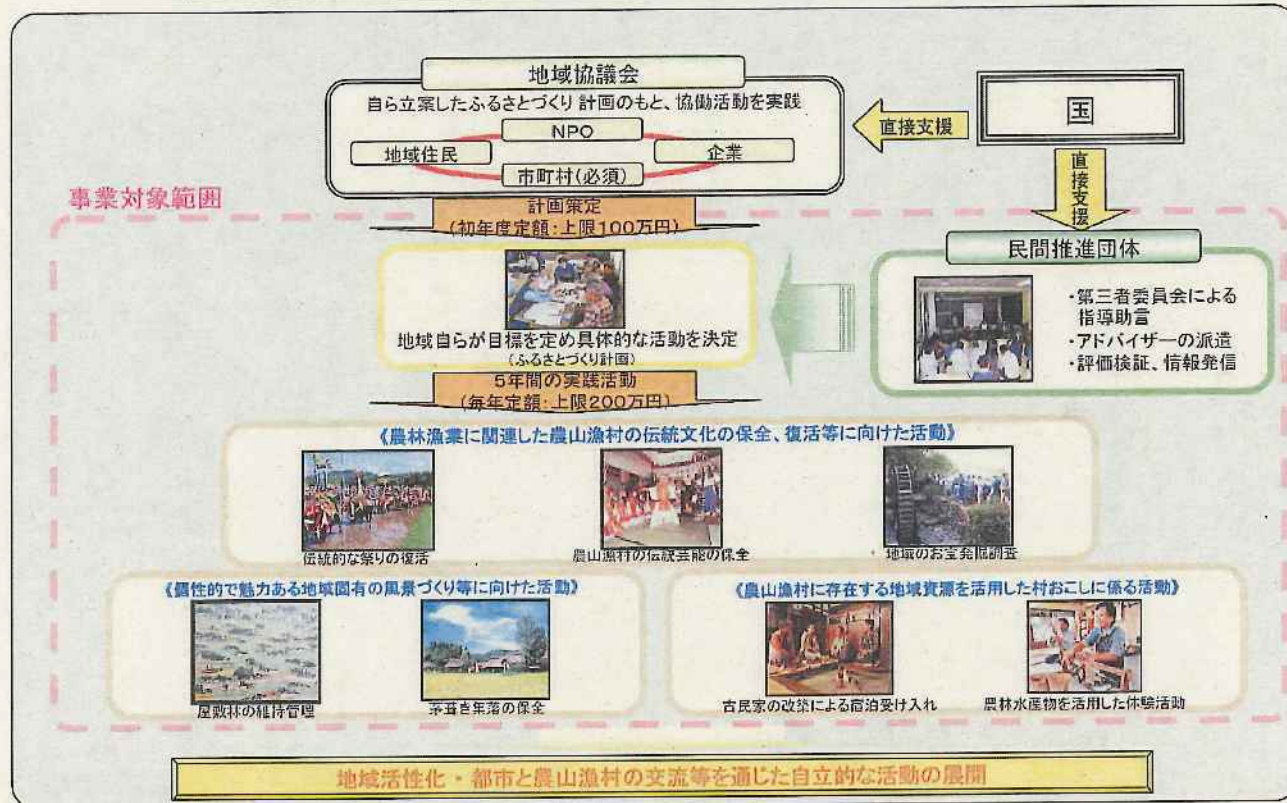 地域協議会
自ら立案したふるさとづくり計画のもと、協働活動を実践
NPO
地域住民
企業
市町村(必須)
直接支援
国
直接支援
事業対象範囲
計画策定
(初年度定額:上限100万円)
地域自らが目標を定め具体的な活動を決定
(ふるさとづくり計画)
民間推進団体
・第三者委員会による
指導助言
・アドバイザーの派遣
・評価検証、情報発信
5年間の実践活動
(毎年定額:上限200万円)
《農林漁業に関連した農山漁村の伝統文化の保全、復活等に向けた活動》
伝統的な祭りの復活
農山漁村の伝統芸能の保全
地域のお宝発掘調査
《個性的で魅力ある地域固有の風景づくり等に向けた活動》
屋敷林の維持管理
茅葺き集落の保全
《農山漁村に存在する地域資源を活用した村おこしに係る活動》
古民家の改築による宿泊受け入れ
農林水産物を活用した体験活動
地域活性化・都市と農山漁村の交流等を通じた自立的な活動の展開